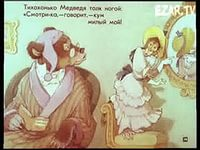 Тихохонько Медведя толк ногой:
«Смотри-ка,— говорит,— кум
милый мой!
EZAR.TV